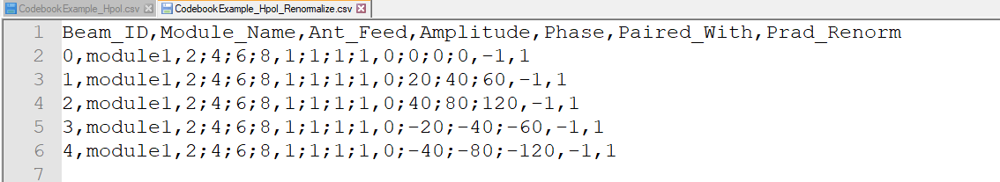 CodebookExample_Hpol.csv CodebookExample_Hpol_Renormalize.csv
1 Beam_ID,Module_Name,Ant_Feed,Amplitude,Phase,Paired_With,Prad_Renorm
2 0,module1,2;4;6;8,1;1;1;1,0;0;0;0,-1,1
3 1,module1,2;4;6;8,1;1;1;1,0;20;40;60,-1,1
4 2,module1,2;4;6;8,1;1;1;1,0;40;80;120,-1,1
5 3,module1,2;4;6;8,1;1;1;1,0;-20;-40;-60,-1,1
6 4,module1,2;4;6;8,1;1;1;1,0;-40;-80;-120,-1,1
7